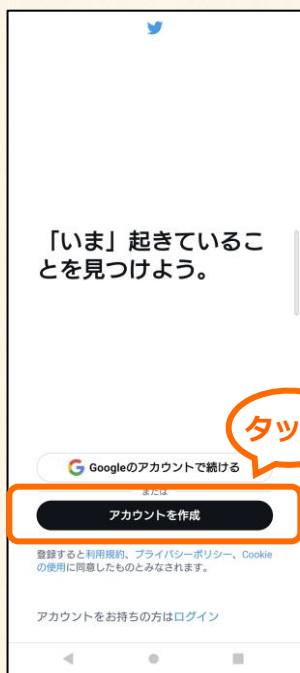 「いま」起きているこ
とを見つけよう。
タッ
Googleのアカウントで続ける
または
アカウントを作成
登録すると利用規約、プライバシーポリシー、Cookie
の使用に同意したものとみなされます。
アカウントをお持ちの方はログイン